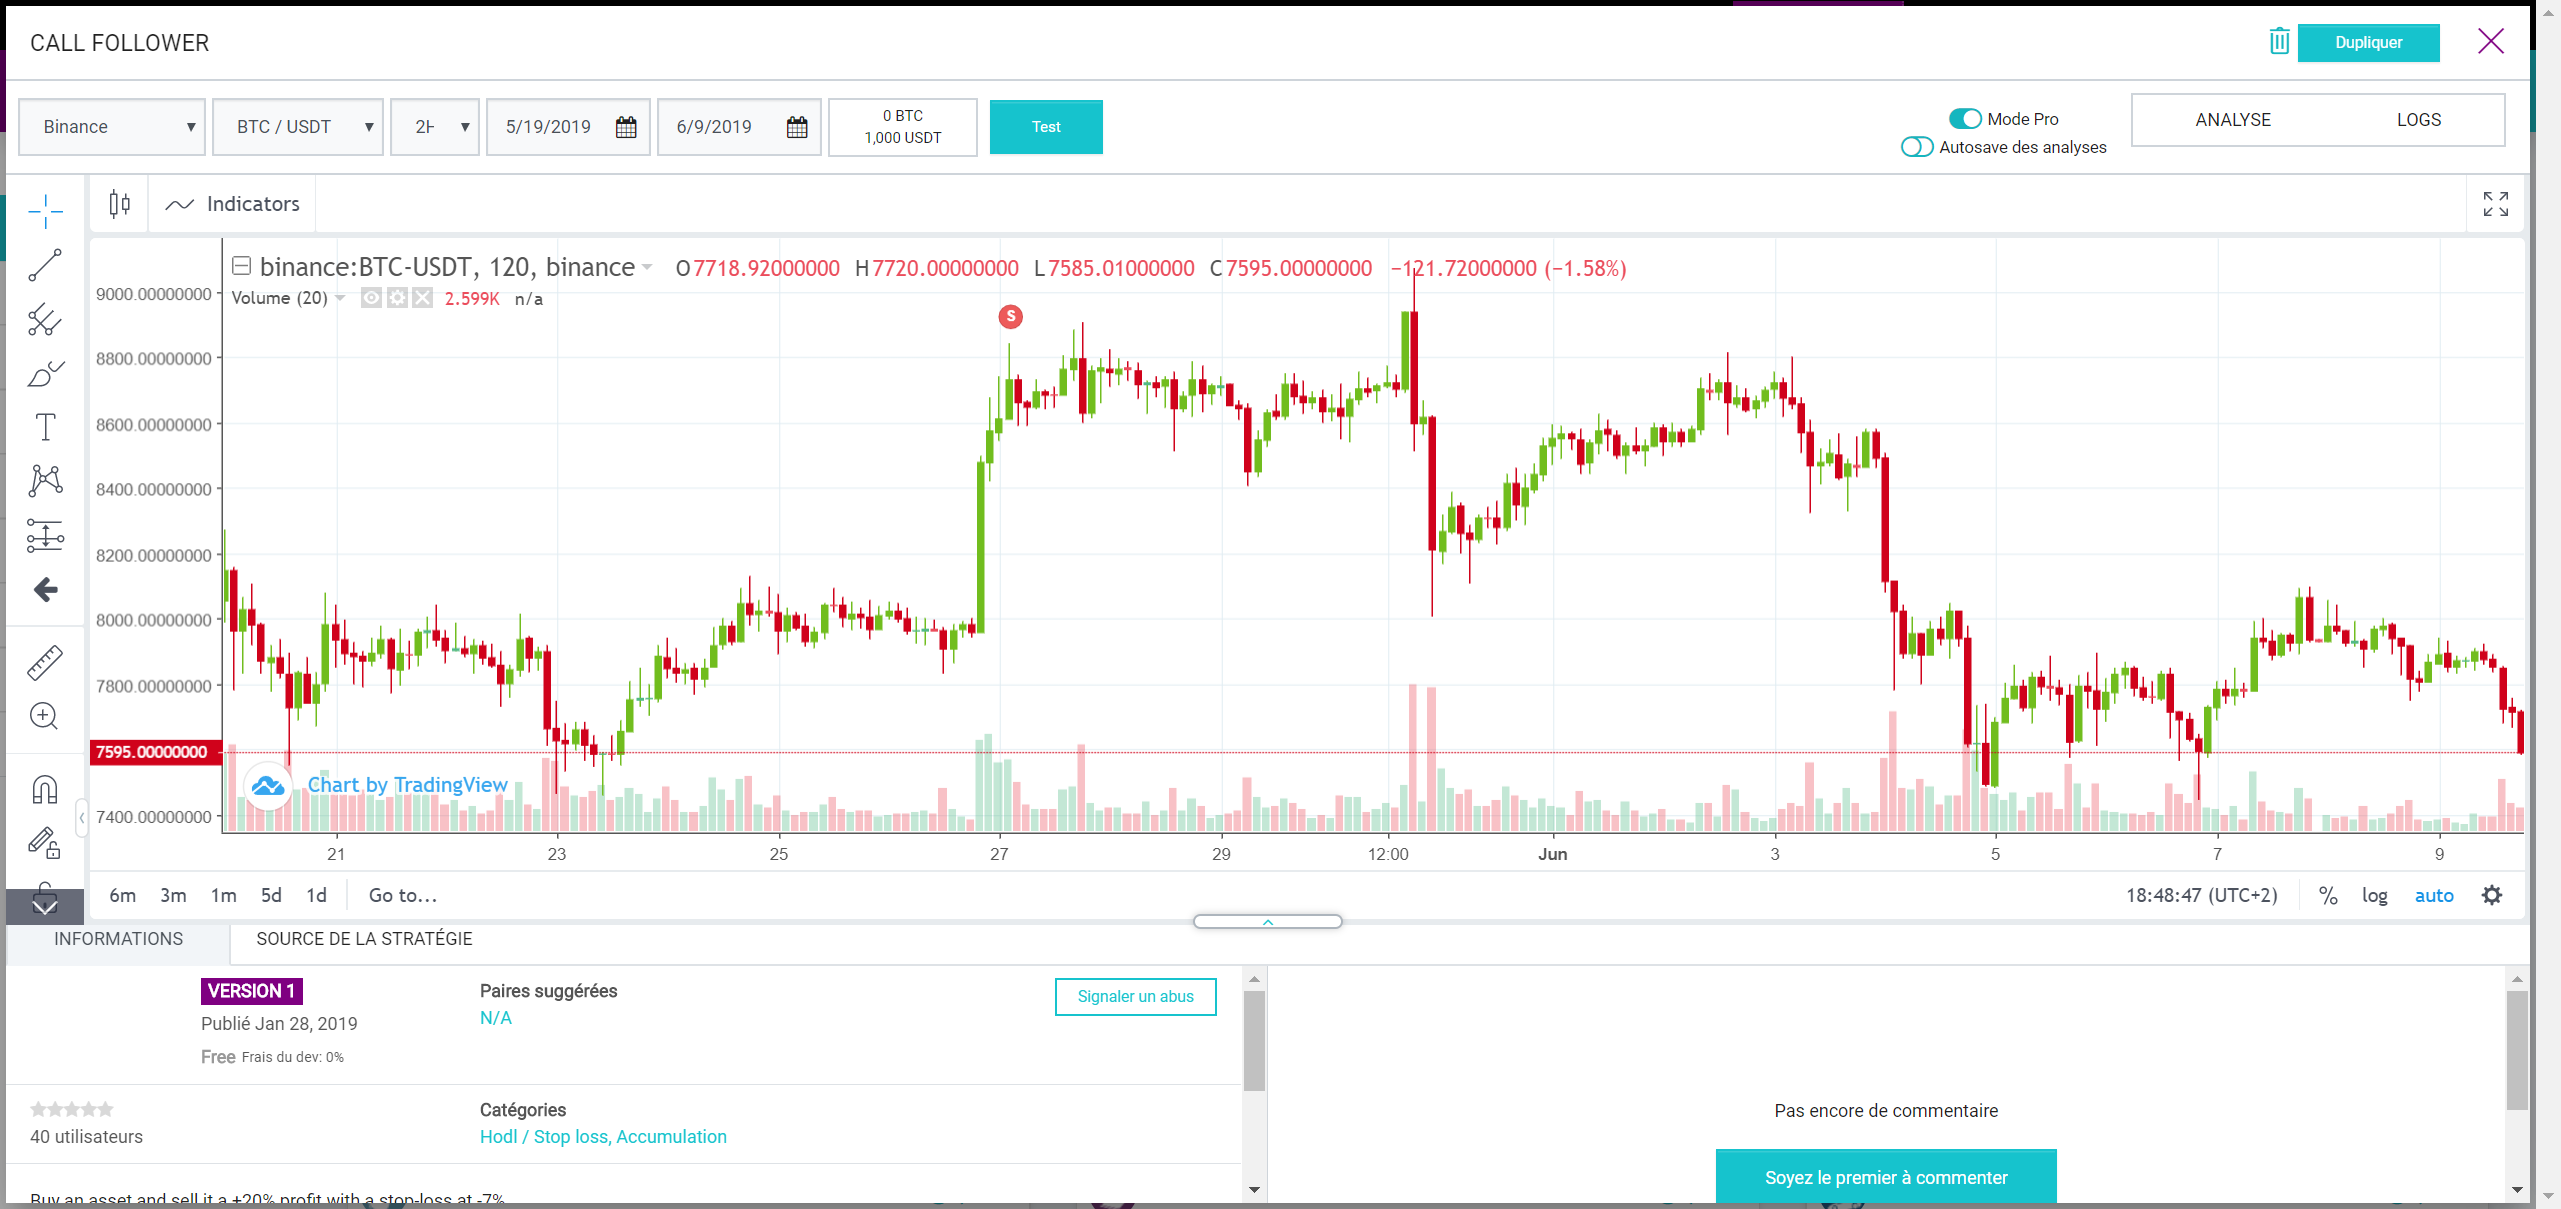 CALL FOLLOWER
Dupliquer
Binance
BTC / USDT
2H
5/19/2019
6/9/2019
0 BTC
1,000 USDT
Test
Mode Pro
Autosave des analyses
ANALYSE
LOGS
Indicators
binance:BTC-USDT, 120, binance O7718.92000000 H7720.00000000 L7585.01000000 C7595.00000000 −121.72000000 (−1.58%)
Volume (20) 2.599K n/a
S
9000.00000000
8800.00000000
8600.00000000
8400.00000000
8200.00000000
8000.00000000
7800.00000000
7595.00000000
7400.00000000
Chart by TradingView
21 23 25 27 29 12:00 Jun 3 5 7 9
6m 3m 1m 5d 1d Go to...
18:48:47 (UTC+2) % log auto
INFORMATIONS
SOURCE DE LA STRATÉGIE
VERSION 1
Publié Jan 28, 2019
Free Frais du dev: 0%
Paires suggérées
N/A
Signaler un abus
40 utilisateurs
Catégories
Hodl / Stop loss, Accumulation
Buy an asset and sell it a +20% profit with a stop-loss at -7%
Pas encore de commentaire
Soyez le premier à commenter